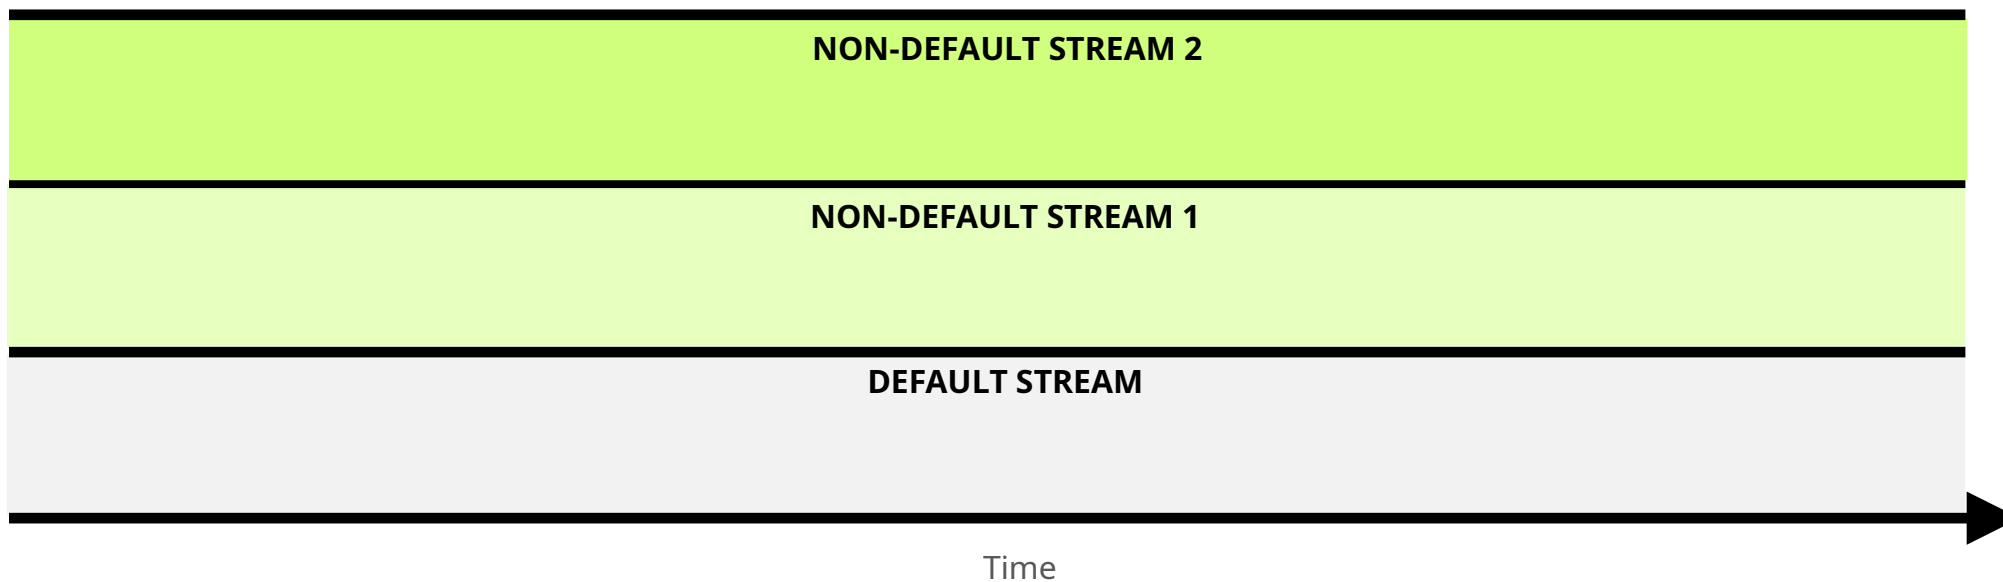 NON-DEFAULT STREAM 2
NON-DEFAULT STREAM 1
DEFAULT STREAM
Time